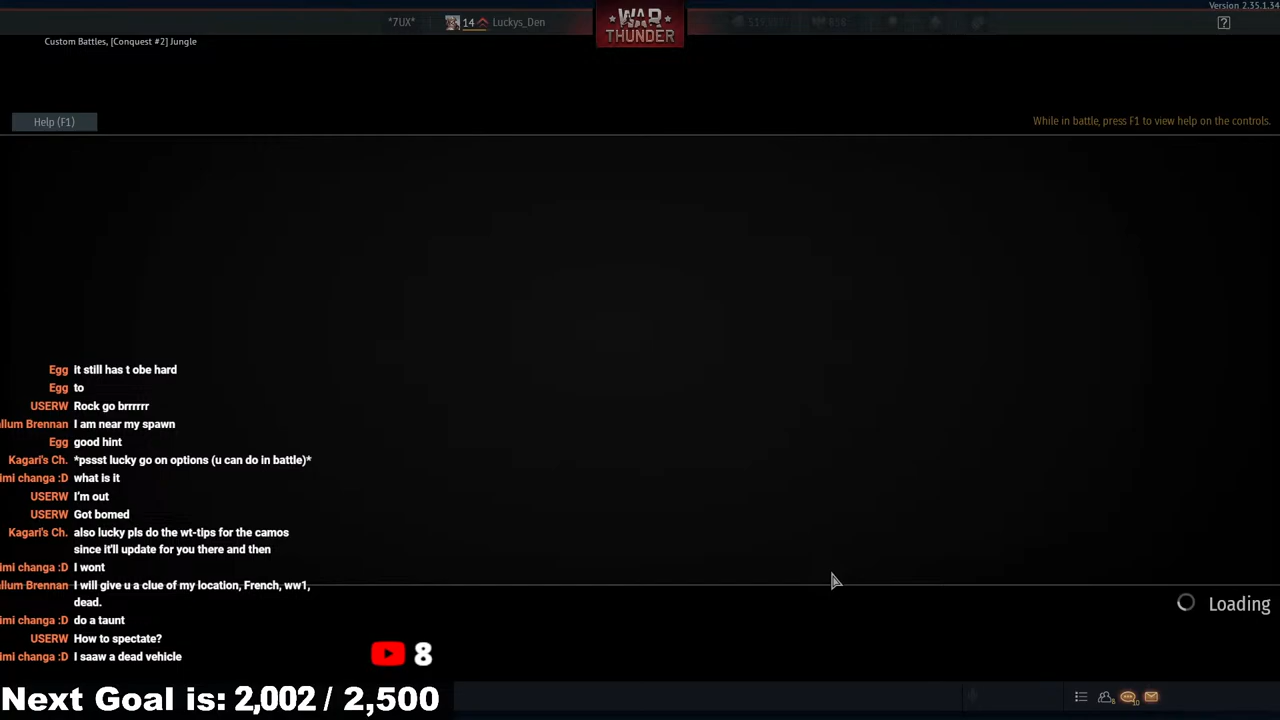 Version 2.35.1.34
*7UX*
14 Luckys_Den
WAR
THUNDER
Custom Battles, [Conquest #2] Jungle
Help (F1)
While in battle, press F1 to view help on the controls.
Egg it still has t obe hard
Egg to
USERW Rock go brrrrrr
allum Brennan I am near my spawn
Egg good hint
Kagari's Ch. *pssst lucky go on options (u can do in battle)*
imi changa :D what is it
USERW I'm out
USERW Got bomed
Kagari's Ch. also lucky pls do the wt-tips for the camos
since it'll update for you there and then
imi changa :D I wont
allum Brennan I will give u a clue of my location, French, ww1,
dead.
imi changa :D do a taunt
USERW How to spectate?
imi changa :D I saaw a dead vehicle
Loading
8
Next Goal is: 2,002 / 2,500